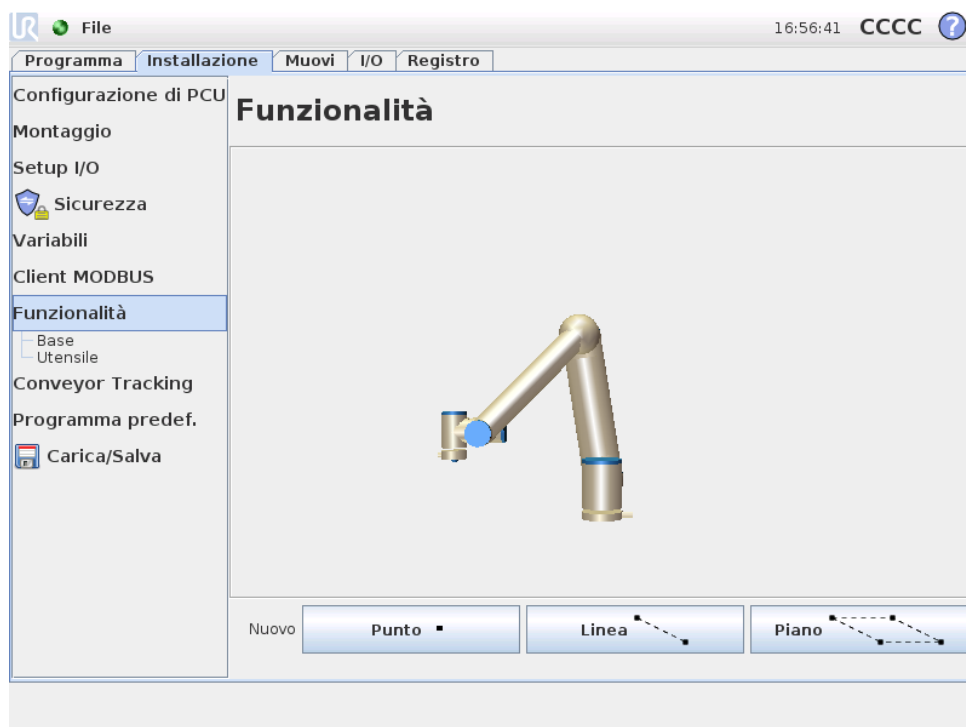 UR File 16:56:41 CCCC ?
Programma Installazione Muovi I/O Registro
Configurazione di PCU
Montaggio
Setup I/O
Sicurezza
Variabili
Client MODBUS
Funzionalità
Base
Utensile
Conveyor Tracking
Programma predef.
Carica/Salva
Funzionalità
Nuovo Punto Linea Piano